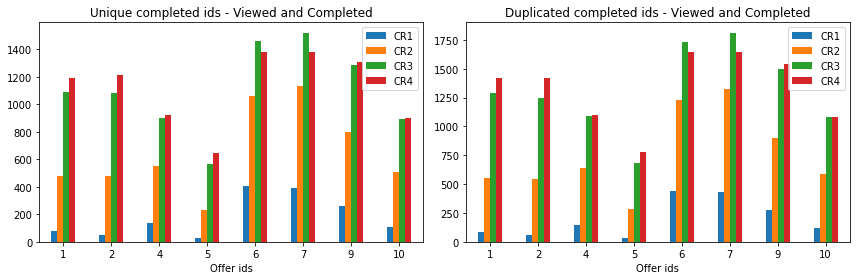 Unique completed ids - Viewed and Completed
1400
1200
1000
800
600
400
200
0
CR1
CR2
CR3
CR4
1 2 4 5 6 7 9 10
Offer ids
Duplicated completed ids - Viewed and Completed
1750
1500
1250
1000
750
500
250
0
CR1
CR2
CR3
CR4
1 2 4 5 6 7 9 10
Offer ids